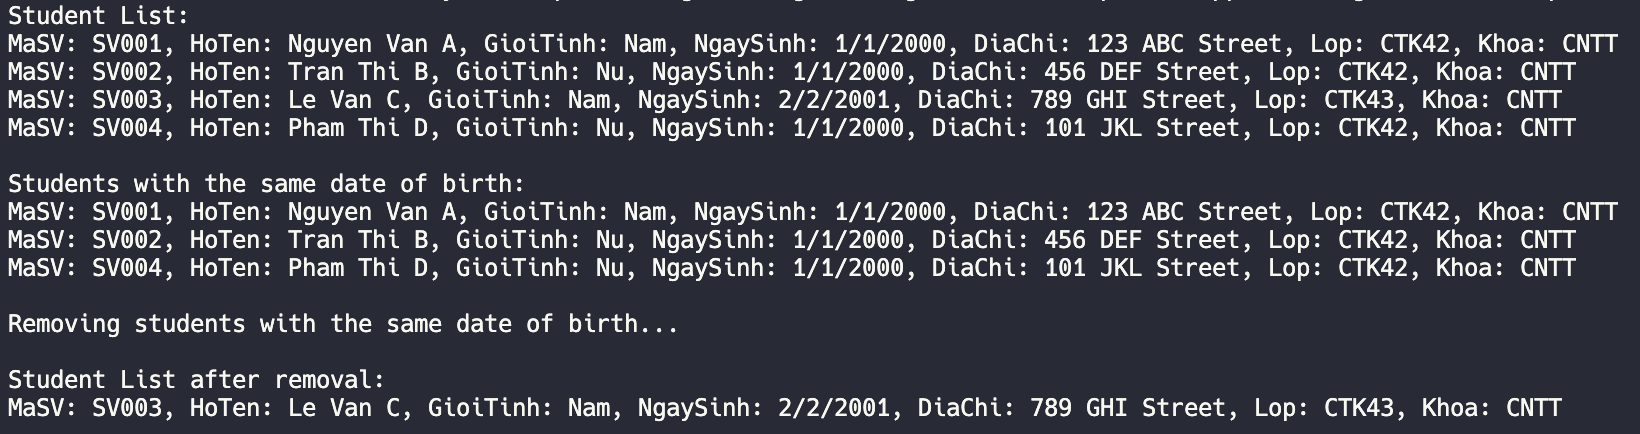 Student List:
MaSV: SV001, HoTen: Nguyen Van A, GioiTinh: Nam, NgaySinh: 1/1/2000, DiaChi: 123 ABC Street, Lop: CTK42, Khoa: CNTT
MaSV: SV002, HoTen: Tran Thi B, GioiTinh: Nu, NgaySinh: 1/1/2000, DiaChi: 456 DEF Street, Lop: CTK42, Khoa: CNTT
MaSV: SV003, HoTen: Le Van C, GioiTinh: Nam, NgaySinh: 2/2/2001, DiaChi: 789 GHI Street, Lop: CTK43, Khoa: CNTT
MaSV: SV004, HoTen: Pham Thi D, GioiTinh: Nu, NgaySinh: 1/1/2000, DiaChi: 101 JKL Street, Lop: CTK42, Khoa: CNTT
Students with the same date of birth:
MaSV: SV001, HoTen: Nguyen Van A, GioiTinh: Nam, NgaySinh: 1/1/2000, DiaChi: 123 ABC Street, Lop: CTK42, Khoa: CNTT
MaSV: SV002, HoTen: Tran Thi B, GioiTinh: Nu, NgaySinh: 1/1/2000, DiaChi: 456 DEF Street, Lop: CTK42, Khoa: CNTT
MaSV: SV004, HoTen: Pham Thi D, GioiTinh: Nu, NgaySinh: 1/1/2000, DiaChi: 101 JKL Street, Lop: CTK42, Khoa: CNTT
Removing students with the same date of birth...
Student List after removal:
MaSV: SV003, HoTen: Le Van C, GioiTinh: Nam, NgaySinh: 2/2/2001, DiaChi: 789 GHI Street, Lop: CTK43, Khoa: CNTT